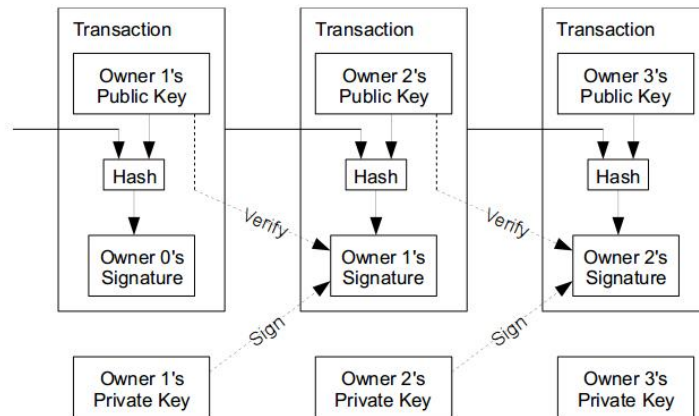 Transaction
Owner 1's
Public Key
Hash
Owner 0's
Signature
Transaction
Owner 2's
Public Key
Hash
Verify
Owner 1's
Signature
Transaction
Owner 3's
Public Key
Hash
Verify
Owner 2's
Signature
Sign
Sign
Owner 1's
Private Key
Owner 2's
Private Key
Owner 3's
Private Key